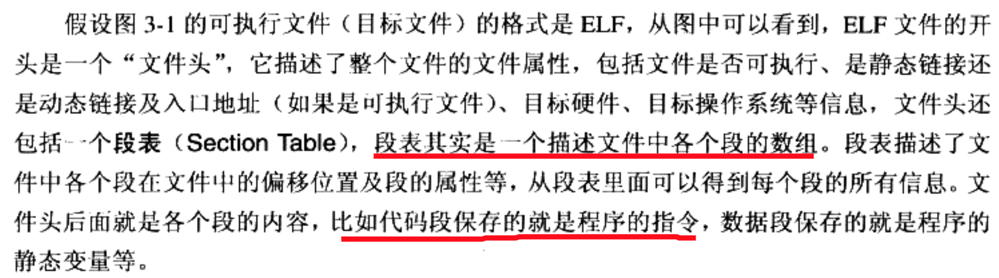 假设图 3-1 的可执行文件（目标文件）的格式是 ELF，从图中可以看到，ELF 文件的开
头是一个“文件头”，它描述了整个文件的文件属性，包括文件是否可执行、是静态链接还
是动态链接及入口地址（如果是可执行文件）、目标硬件、目标操作系统等信息，文件头还
包括一个段表（Section Table），段表其实是一个描述文件中各个段的数组。段表描述了文
件中各个段在文件中的偏移位置及段的属性等，从段表里面可以得到每个段的所有信息。文
件头后面就是各个段的内容，比如代码段保存的就是程序的指令，数据段保存的就是程序的
静态变量等。